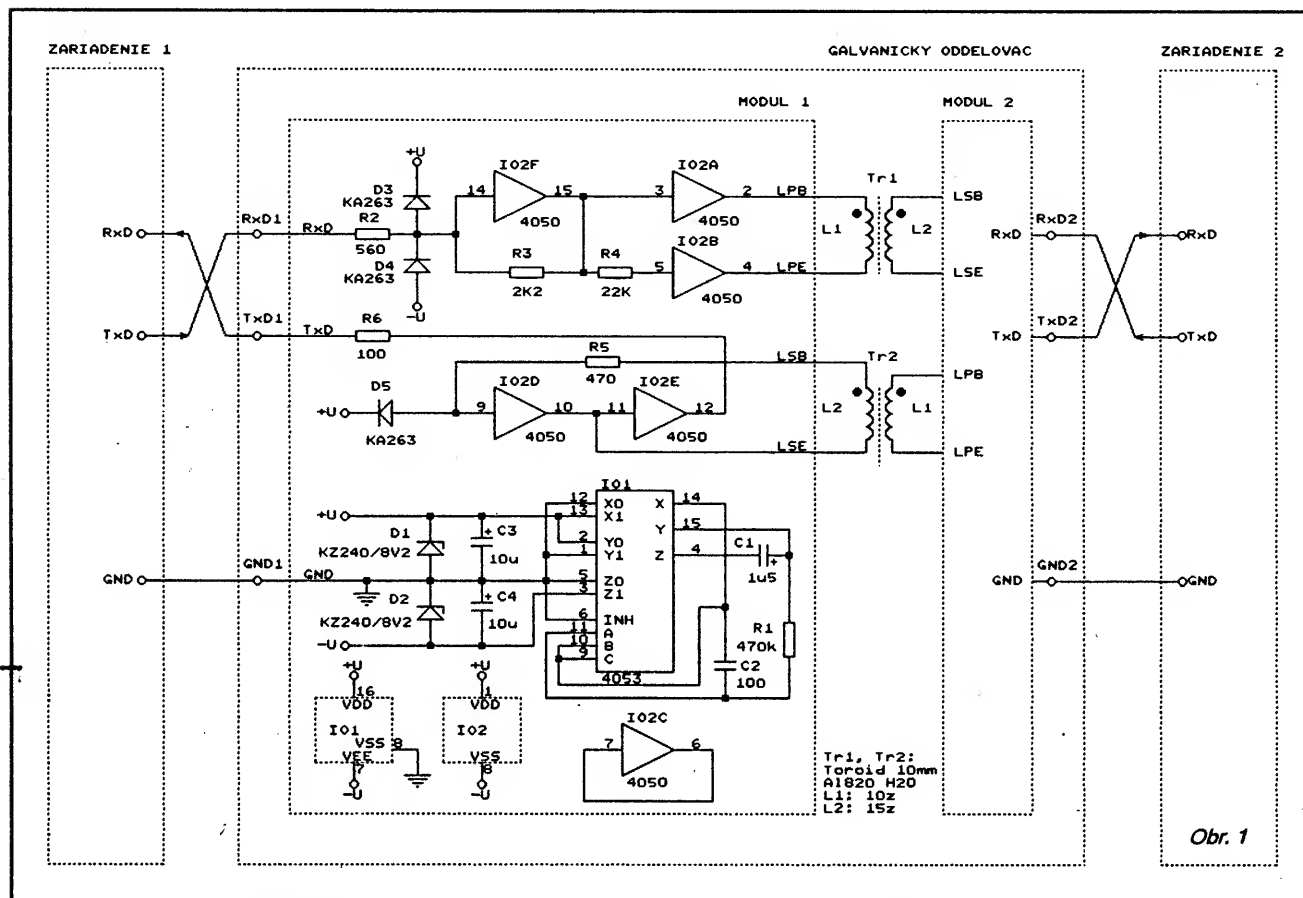 ZARIADENIE 1
GALVANICKY ODDELOVAC
ZARIADENIE 2
MODUL 1
MODUL 2
+U
D3
KA263
R2
560
D4
KA263
-U
14
IO2F
15
4050
R3
2K2
R4
22K
3
IO2A
2
4050
5
IO2B
4
4050
LPB
LPE
Tr1
L1
L2
LSB
LSE
RxD
RxD1
RxD
RxD
RxD2
RxD
TxD
TxD1
TxD
R6
100
TxD
TxD2
TxD
R5
470
LSB
Tr2
LPB
+U
D5
KA263
9
IO2D
10
4050
11
IO2E
12
4050
LSE
L2
L1
LPE
+U
D1
KZ240/8V2
C3
+
10u
GND
GND1
GND
D2
KZ240/8V2
C4
+
10u
-U
IO1
12
X0
13
X1
2
Y0
1
Y1
5
Z0
3
Z1
6
INH
11
A
10
B
9
C
X
14
Y
15
Z
4
4053
C1
+
1u5
R1
470k
C2
100
GND
GND2
GND
+U
16
VDD
IO1
VSS
8
VEE
7
-U
+U
1
VDD
IO2
VSS
8
-U
IO2C
7
6
4050
Tr1, Tr2:
Toroid 10mm
Al820 H20
L1: 10z
L2: 15z
Obr. 1